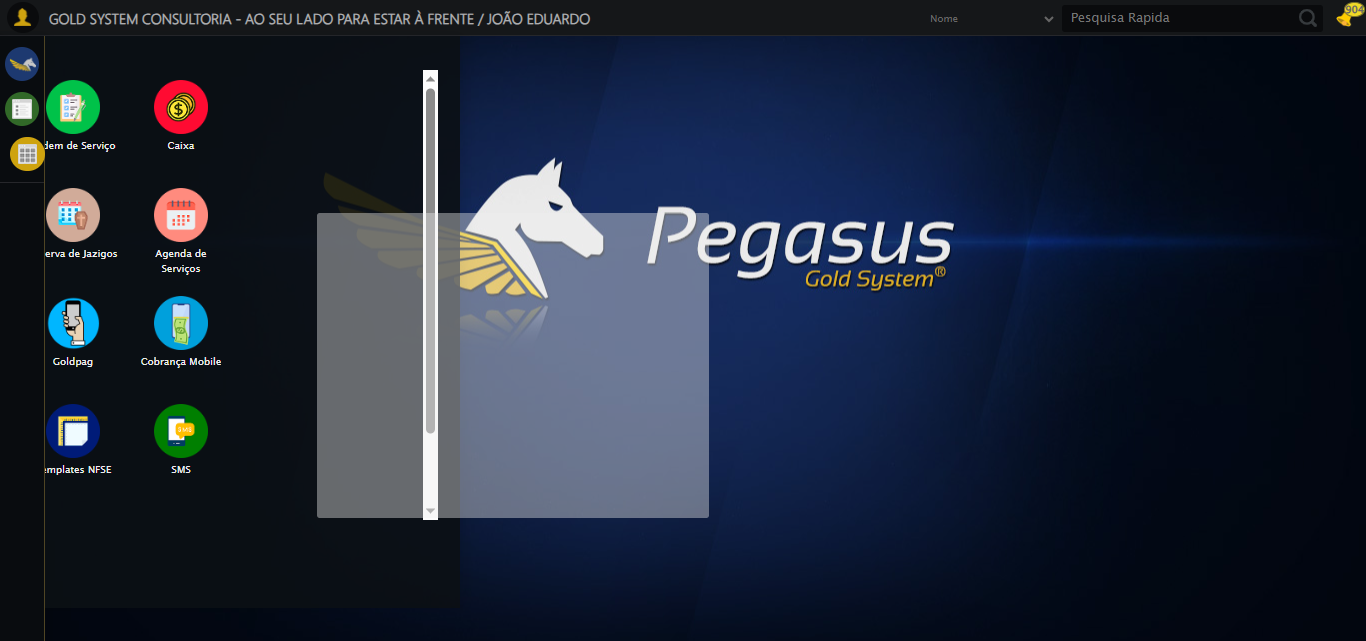 GOLD SYSTEM CONSULTORIA - AO SEU LADO PARA ESTAR À FRENTE / JOÃO EDUARDO
Nome
Pesquisa Rapida
904
dem de Serviço
Caixa
erva de Jazigos
Agenda de
Serviços
Goldpag
Cobrança Mobile
emplates NFSE
SMS
SMS
Pegasus
Gold System®